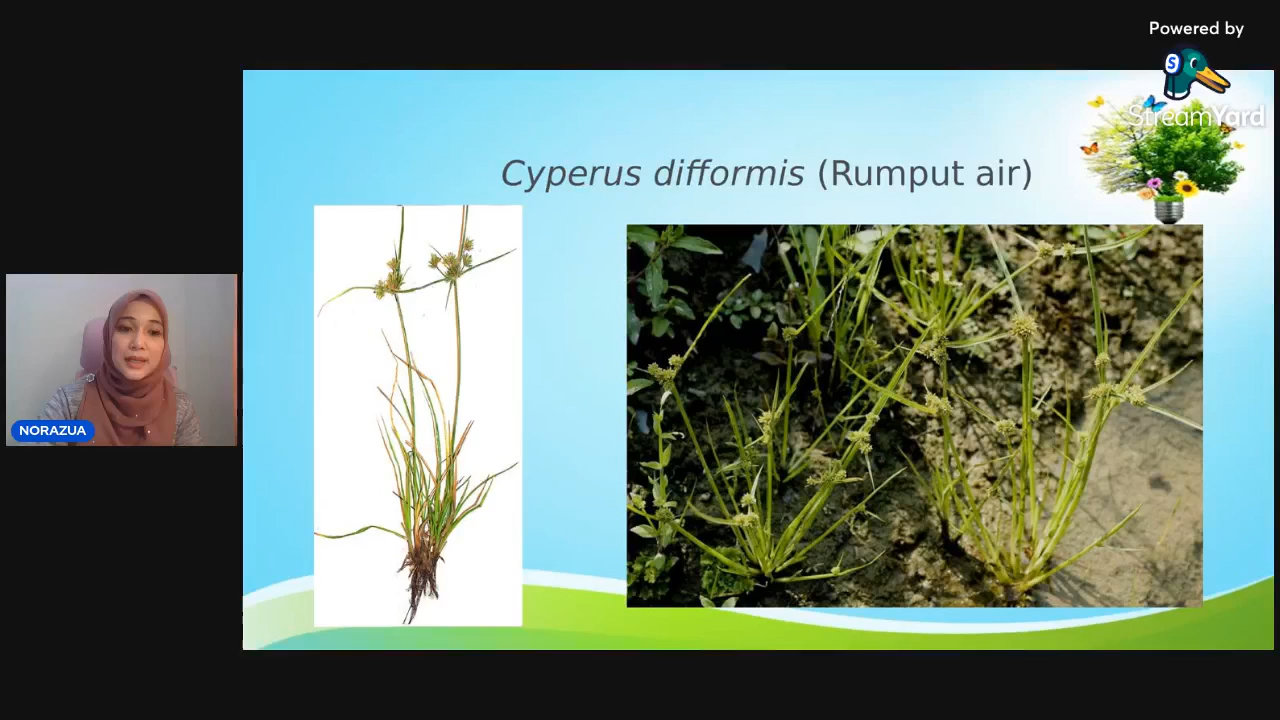 Powered by
S
StreamYard
Cyperus difformis (Rumput air)
NORAZUA